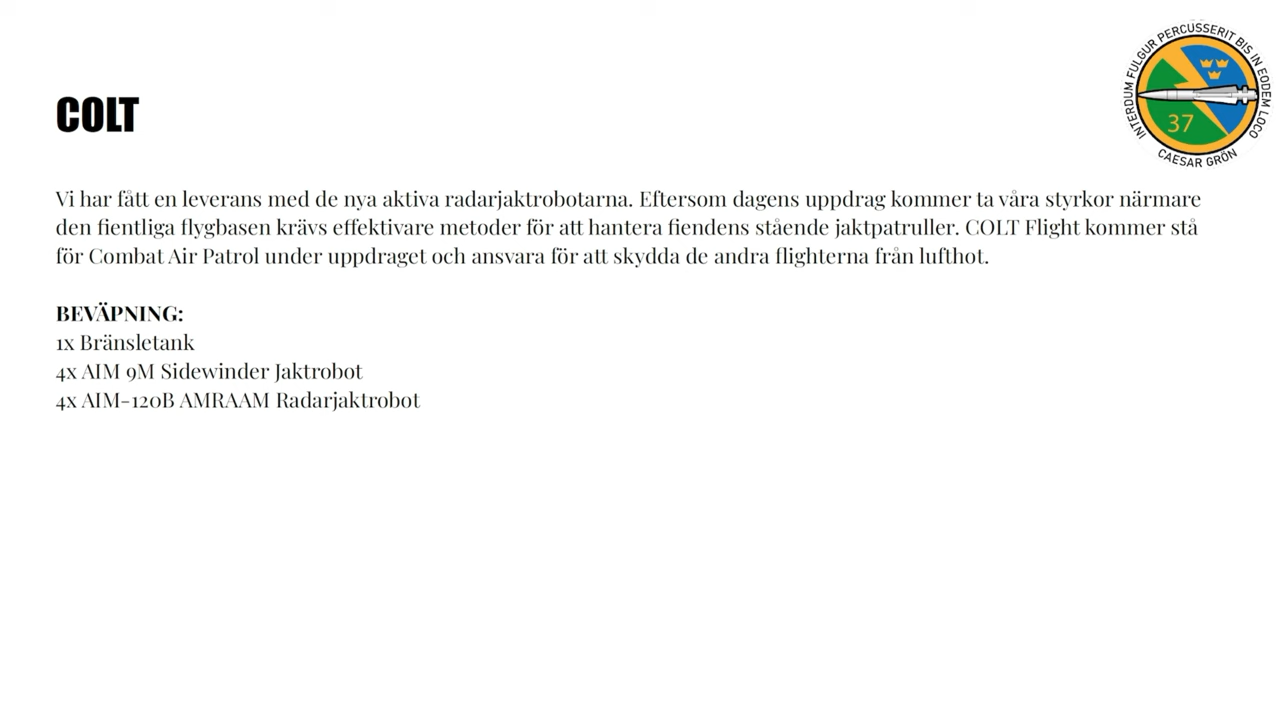 INTERDUM FULGUR PERCUSSERIT BIS IN EODEM LOCO
37
CAESAR GRÖN
COLT
Vi har fått en leverans med de nya aktiva radarjaktrobotarna. Eftersom dagens uppdrag kommer ta våra styrkor närmare
den fientliga flygbasen krävs effektivare metoder för att hantera fiendens stående jaktpatruller. COLT Flight kommer stå
för Combat Air Patrol under uppdraget och ansvara för att skydda de andra flighterna från lufthot.
BEVÄPNING:
1x Bränsletank
4x AIM 9M Sidewinder Jaktrobot
4x AIM-120B AMRAAM Radarjaktrobot